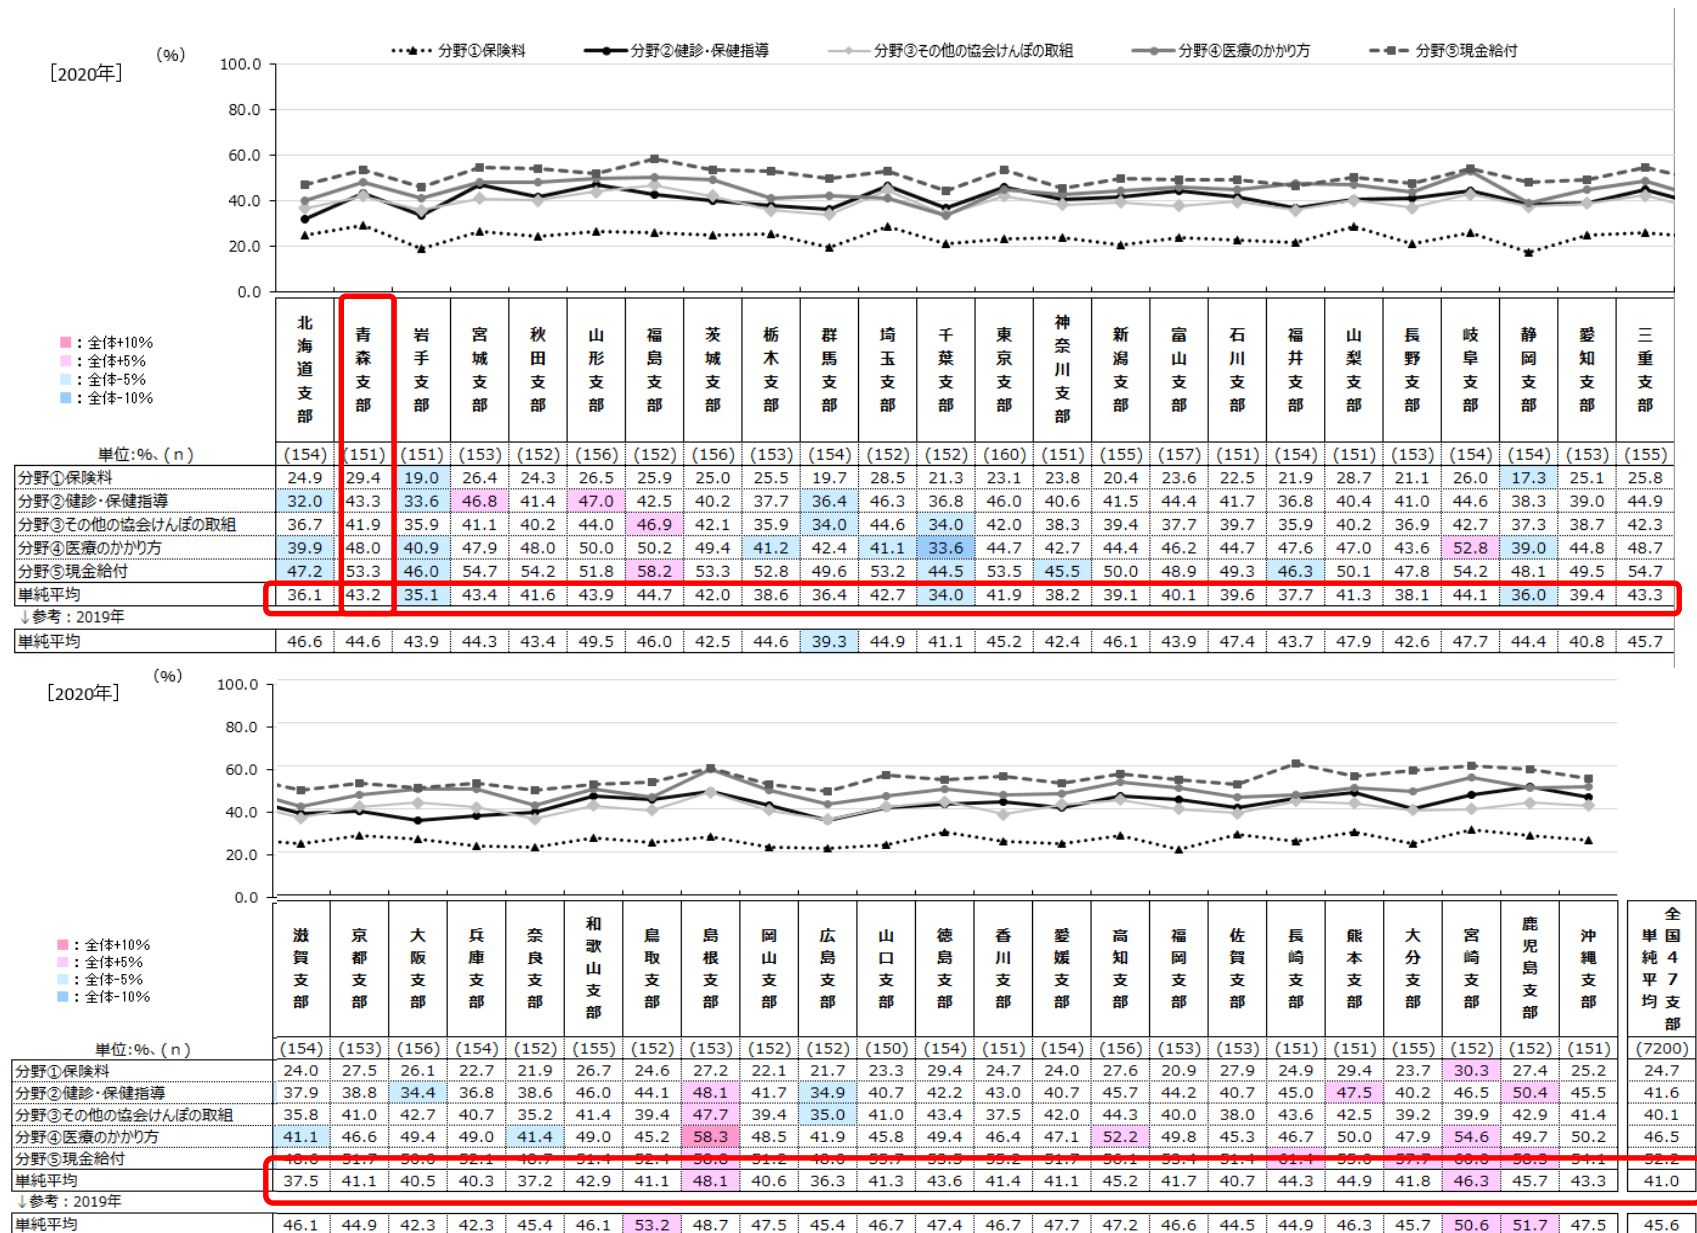 [2020年]
(%)
分野①保険料 分野②健診・保健指導 分野③その他の協会けんぽの取組 分野④医療のかかり方 分野⑤現金給付
100.0
80.0
60.0
40.0
20.0
0.0
：全体+10%
：全体+5%
：全体-5%
：全体-10%
北海道支部 青森支部 岩手支部 宮城支部 秋田支部 山形支部 福島支部 茨城支部 栃木支部 群馬支部 埼玉支部 千葉支部 東京支部 神奈川支部 新潟支部 富山支部 石川支部 福井支部 山梨支部 長野支部 岐阜支部 静岡支部 愛知支部 三重支部
単位:%、(n) (154) (151) (151) (153) (152) (156) (152) (156) (153) (154) (152) (152) (160) (151) (155) (157) (151) (154) (151) (153) (154) (154) (153) (155)
分野①保険料 24.9 29.4 19.0 26.4 24.3 26.5 25.9 25.0 25.5 19.7 28.5 21.3 23.1 23.8 20.4 23.6 22.5 21.9 28.7 21.1 26.0 17.3 25.1 25.8
分野②健診・保健指導 32.0 43.3 33.6 46.8 41.4 47.0 42.5 40.2 37.7 36.4 46.3 36.8 46.0 40.6 41.5 44.4 41.7 36.8 40.4 41.0 44.6 38.3 39.0 44.9
分野③その他の協会けんぽの取組 36.7 41.9 35.9 41.1 40.2 44.0 46.9 42.1 35.9 34.0 44.6 34.0 42.0 38.3 39.4 37.7 39.7 35.9 40.2 36.9 42.7 37.3 38.7 42.3
分野④医療のかかり方 39.9 48.0 40.9 47.9 48.0 50.0 50.2 49.4 41.2 42.4 41.1 33.6 44.7 42.7 44.4 46.2 44.7 47.6 47.0 43.6 52.8 39.0 44.8 48.7
分野⑤現金給付 47.2 53.3 46.0 54.7 54.2 51.8 58.2 53.3 52.8 49.6 53.2 44.5 53.5 45.5 50.0 48.9 49.3 46.3 50.1 47.8 54.2 48.1 49.5 54.7
単純平均 36.1 43.2 35.1 43.4 41.6 43.9 44.7 42.0 38.6 36.4 42.7 34.0 41.9 38.2 39.1 40.1 39.6 37.7 41.3 38.1 44.1 36.0 39.4 43.3
↓参考：2019年
単純平均 46.6 44.6 43.9 44.3 43.4 49.5 46.0 42.5 44.6 39.3 44.9 41.1 45.2 42.4 46.1 43.9 47.4 43.7 47.9 42.6 47.7 44.4 40.8 45.7
[2020年]
(%)
100.0
80.0
60.0
40.0
20.0
0.0
：全体+10%
：全体+5%
：全体-5%
：全体-10%
滋賀支部 京都支部 大阪支部 兵庫支部 奈良支部 和歌山支部 鳥取支部 島根支部 岡山支部 広島支部 山口支部 徳島支部 香川支部 愛媛支部 高知支部 福岡支部 佐賀支部 長崎支部 熊本支部 大分支部 宮崎支部 鹿児島支部 沖縄支部 全国47支部単純平均
単位:%、(n) (154) (153) (156) (154) (152) (155) (152) (153) (152) (152) (150) (154) (151) (154) (156) (153) (153) (151) (151) (155) (152) (152) (151) (7200)
分野①保険料 24.0 27.5 26.1 22.7 21.9 26.7 24.6 27.2 22.1 21.7 23.3 29.4 24.7 24.0 27.6 20.9 27.9 24.9 29.4 23.7 30.3 27.4 25.2 24.7
分野②健診・保健指導 37.9 38.8 34.4 36.8 38.6 46.0 44.1 48.1 41.7 34.9 40.7 42.2 43.0 40.7 45.7 44.2 40.7 45.0 47.5 40.2 46.5 50.4 45.5 41.6
分野③その他の協会けんぽの取組 35.8 41.0 42.7 40.7 35.2 41.4 39.4 47.7 39.4 35.0 41.0 43.4 37.5 42.0 44.3 40.0 38.0 43.6 42.5 39.2 39.9 42.9 41.4 40.1
分野④医療のかかり方 41.1 46.6 49.4 49.0 41.4 49.0 45.2 58.3 48.5 41.9 45.8 49.4 46.4 47.1 52.2 49.8 45.3 46.7 50.0 47.9 54.6 49.7 50.2 46.5
分野⑤現金給付
単純平均 37.5 41.1 40.5 40.3 37.2 42.9 41.1 48.1 40.6 36.3 41.3 43.6 41.4 41.1 45.2 41.7 40.7 44.3 44.9 41.8 46.3 45.7 43.3 41.0
↓参考：2019年
単純平均 46.1 44.9 42.3 42.3 45.4 46.1 53.2 48.7 47.5 45.4 46.7 47.4 46.7 47.7 47.2 46.6 44.5 44.9 46.3 45.7 50.6 51.7 47.5 45.6